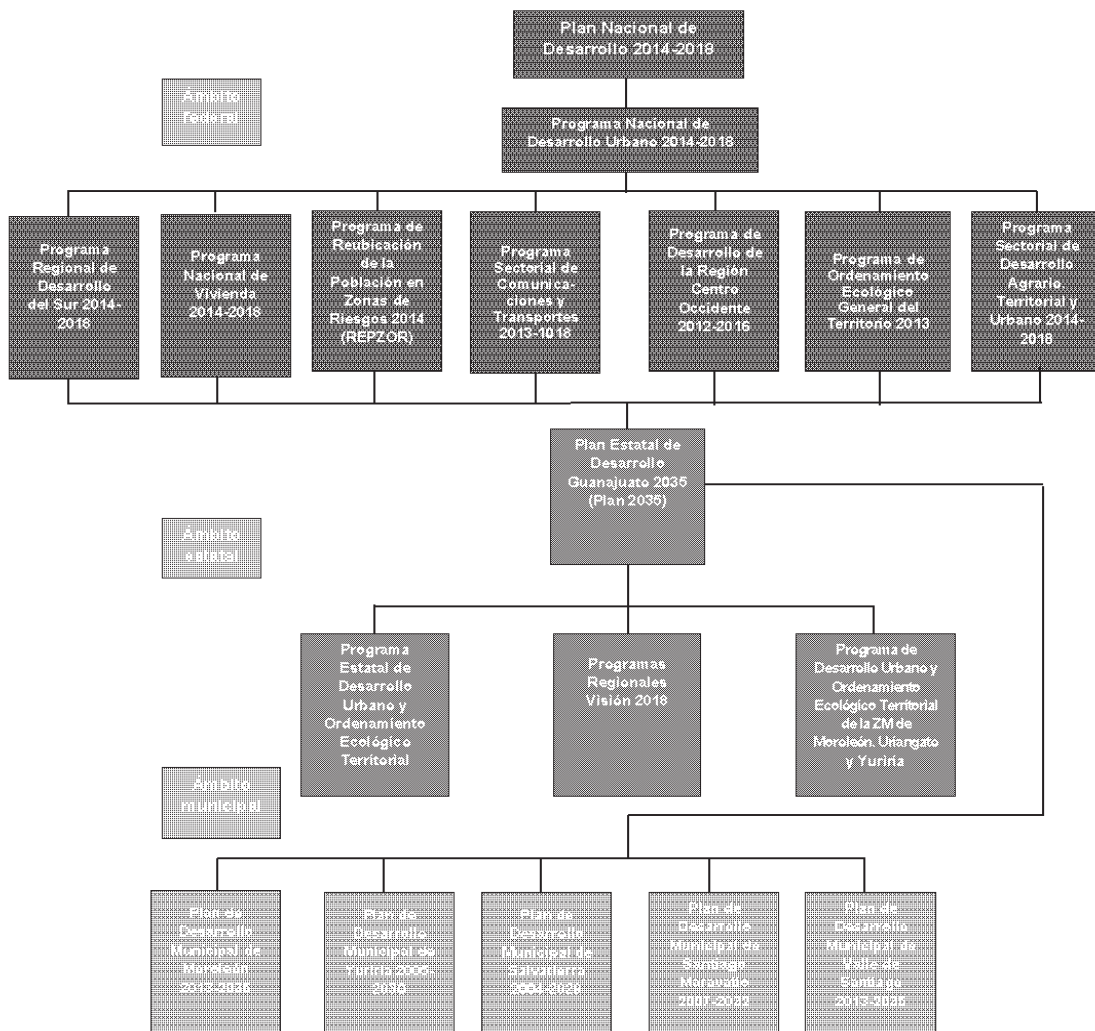 Plan Nacional de
Desarrollo 2014-2018
Ámbito
federal
Programa Nacional de
Desarrollo Urbano 2014-2018
Programa
Regional de
Desarrollo
del Sur 2014-
2018
Programa
Nacional de
Vivienda
2014-2018
Programa de
Reubicación
de la
Población en
Zonas de
Riesgos 2014
(REPZOR)
Programa
Sectorial de
Comunica-
ciones y
Transportes
2013-1018
Programa de
Desarrollo de
la Región
Centro
Occidente
2012-2016
Programa de
Ordenamiento
Ecológico
General del
Territorio 2013
Programa
Sectorial de
Desarrollo
Agrario,
Territorial y
Urbano 2014-
2018
Plan Estatal de
Desarrollo
Guanajuato 2035
(Plan 2035)
Ámbito
estatal
Programa
Estatal de
Desarrollo
Urbano y
Ordenamiento
Ecológico
Territorial
Programas
Regionales
Visión 2018
Programa de
Desarrollo Urbano y
Ordenamiento
Ecológico Territorial
de la ZM de
Moroleón, Uriangato
y Yuriria
Ámbito
municipal
Plan de
Desarrollo
Municipal de
Moroleón
Plan de
Desarrollo
Municipal de
Yuriria
Plan de
Desarrollo
Municipal de
Salvatierra
Plan de
Desarrollo
Municipal de
Santiago
Maravatío
Plan de
Desarrollo
Municipal de
Valle de
Santiago
2013-2035